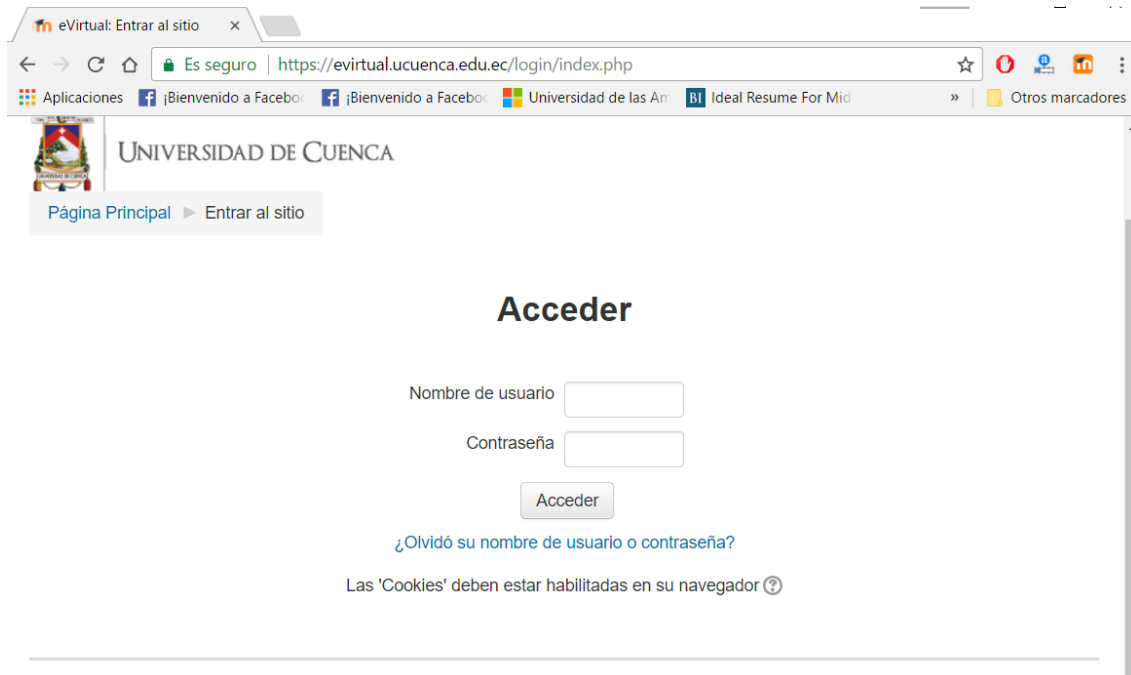 eVirtual: Entrar al sitio
Es seguro | https://evirtual.ucuenca.edu.ec/login/index.php
Aplicaciones ¡Bienvenido a Faceboo ¡Bienvenido a Faceboo Universidad de las Am BI Ideal Resume For Mid » Otros marcadores
UNIVERSIDAD DE CUENCA
Página Principal ► Entrar al sitio
Acceder
Nombre de usuario
Contraseña
Acceder
¿Olvidó su nombre de usuario o contraseña?
Las 'Cookies' deben estar habilitadas en su navegador